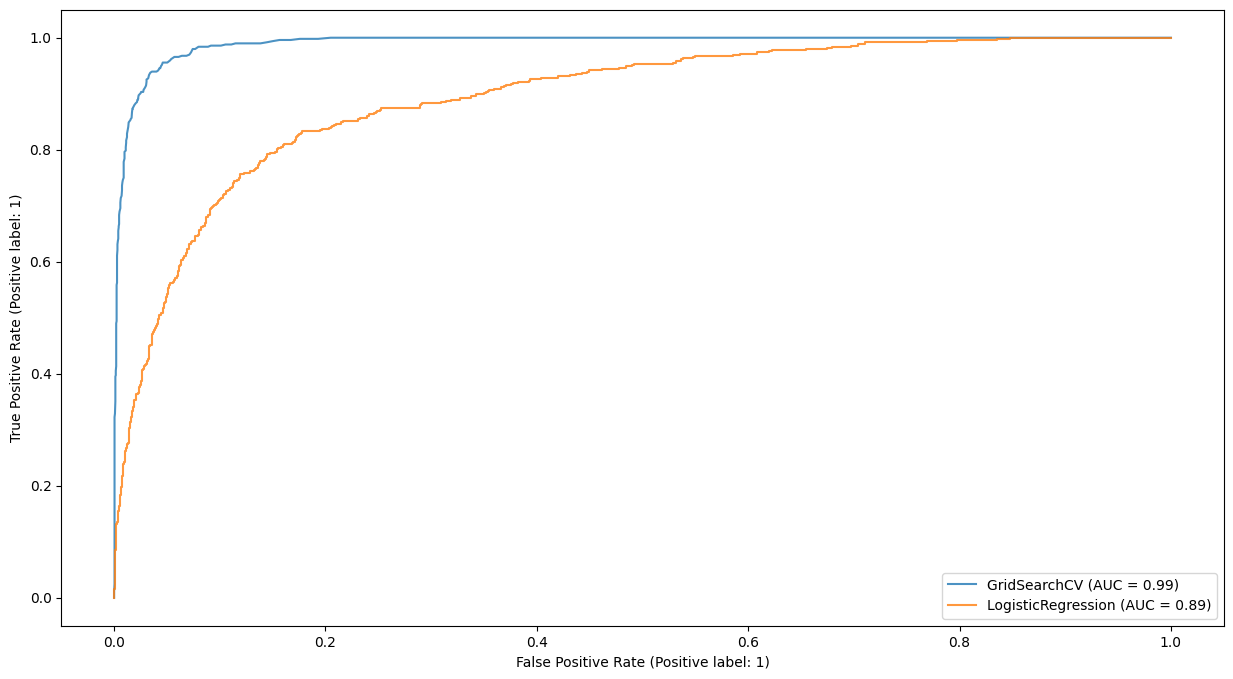 1.0
0.8
0.6
0.4
0.2
0.0
True Positive Rate (Positive label: 1)
GridSearchCV (AUC = 0.99)
LogisticRegression (AUC = 0.89)
0.0 0.2 0.4 0.6 0.8 1.0
False Positive Rate (Positive label: 1)